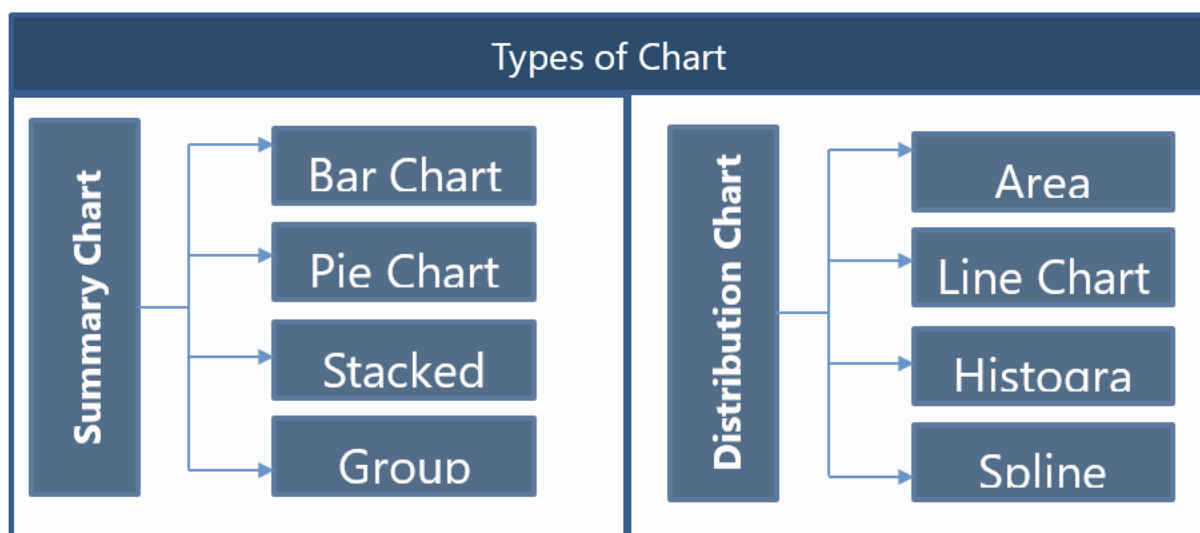 Types of Chart
Summary Chart
Bar Chart
Pie Chart
Stacked
Group
Distribution Chart
Area
Line Chart
Histogra
Spline